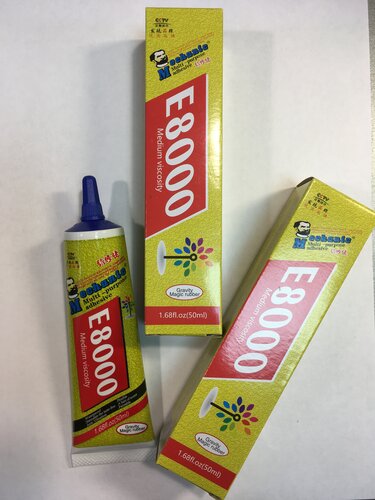 CCTV
Mechanic
Multi-purpose
adhesive
E8000
Medium viscosity
Gravity
Magic rubber
1.68fl.oz(50ml)
Mechanic
Multi-purpose
adhesive
E8000
Medium viscosity
1.68fl.oz(50ml)
CCTV
Mechanic
Multi-purpose
adhesive
E8000
Medium viscosity
Gravity
Magic rubber
1.68fl.oz(50ml)